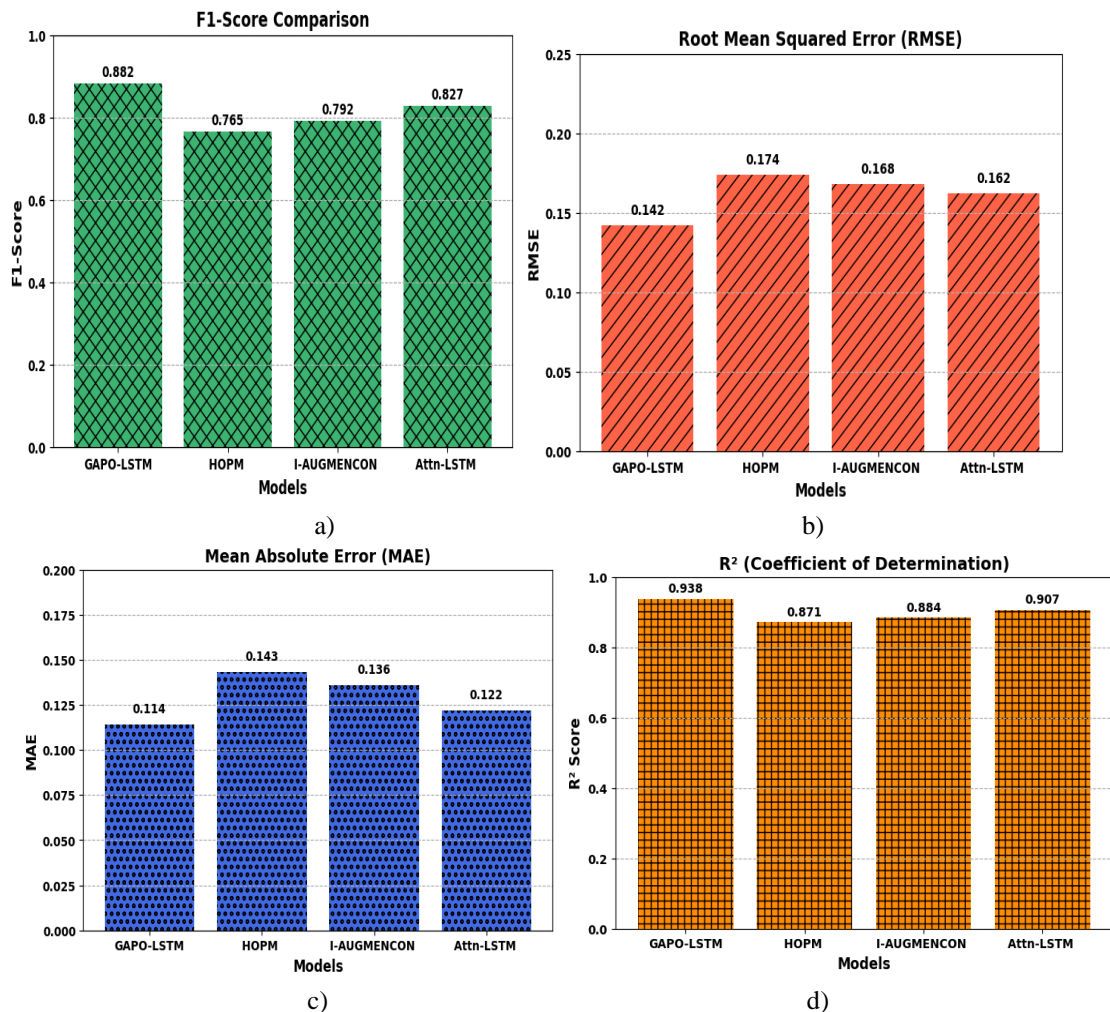 F1-Score Comparison
1.0
0.8
0.6
0.4
0.2
0.0
F1-Score
0.882
0.765
0.792
0.827
GAPO-LSTM HOPM I-AUGMENCON Attn-LSTM
Models
a)
Root Mean Squared Error (RMSE)
0.25
0.20
0.15
0.10
0.05
0.00
RMSE
0.142
0.174
0.168
0.162
GAPO-LSTM HOPM I-AUGMENCON Attn-LSTM
Models
b)
Mean Absolute Error (MAE)
0.200
0.175
0.150
0.125
0.100
0.075
0.050
0.025
0.000
MAE
0.114
0.143
0.136
0.122
GAPO-LSTM HOPM I-AUGMENCON Attn-LSTM
Models
c)
R² (Coefficient of Determination)
1.0
0.8
0.6
0.4
0.2
0.0
R² Score
0.938
0.871
0.884
0.907
GAPO-LSTM HOPM I-AUGMENCON Attn-LSTM
Models
d)